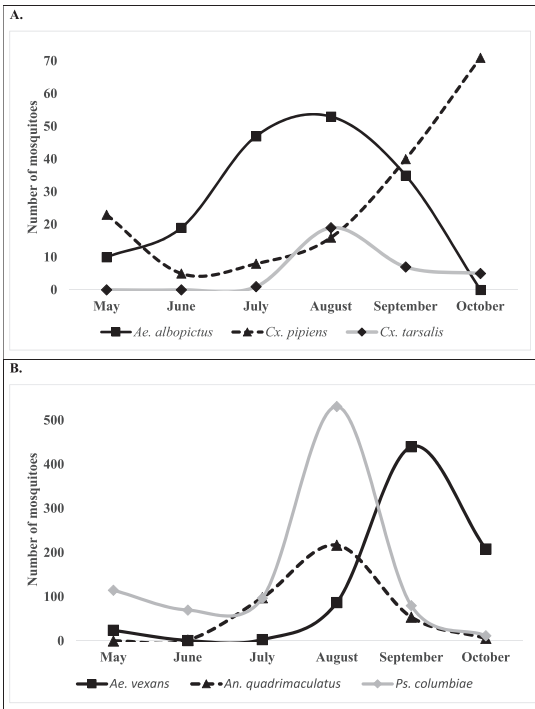 A.
70
60
50
40
30
20
10
0
Number of mosquitoes
May June July August September October
Ae. albopictus Cx. pipiens Cx. tarsalis
B.
500
400
300
200
100
0
Number of mosquitoes
May June July August September October
Ae. vexans An. quadrimaculatus Ps. columbiae